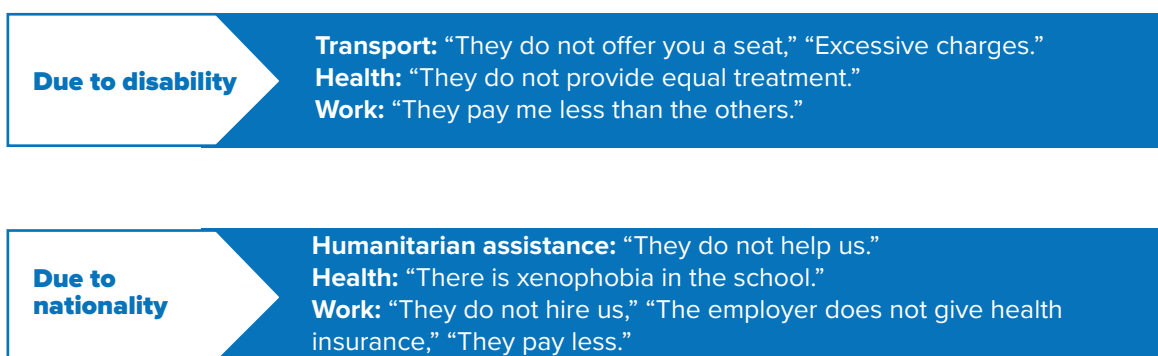 Due to disability
Transport: “They do not offer you a seat,” “Excessive charges.”
Health: “They do not provide equal treatment.”
Work: “They pay me less than the others.”
Due to
nationality
Humanitarian assistance: “They do not help us.”
Health: “There is xenophobia in the school.”
Work: “They do not hire us,” “The employer does not give health
insurance,” “They pay less.”